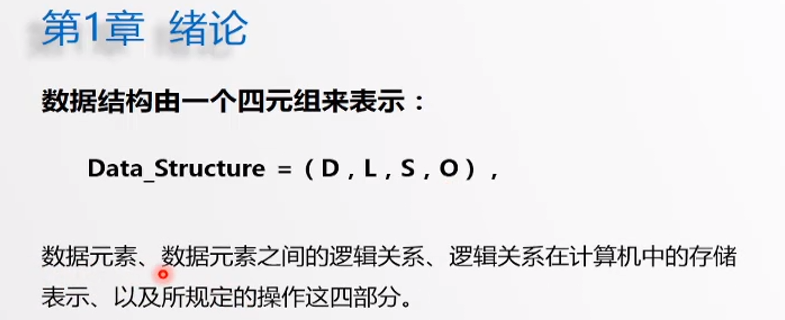 第1章 绪论
数据结构由一个四元组来表示：
Data_Structure =（D，L，S，O），
数据元素、数据元素之间的逻辑关系、逻辑关系在计算机中的存储
表示、以及所规定的操作这四部分。